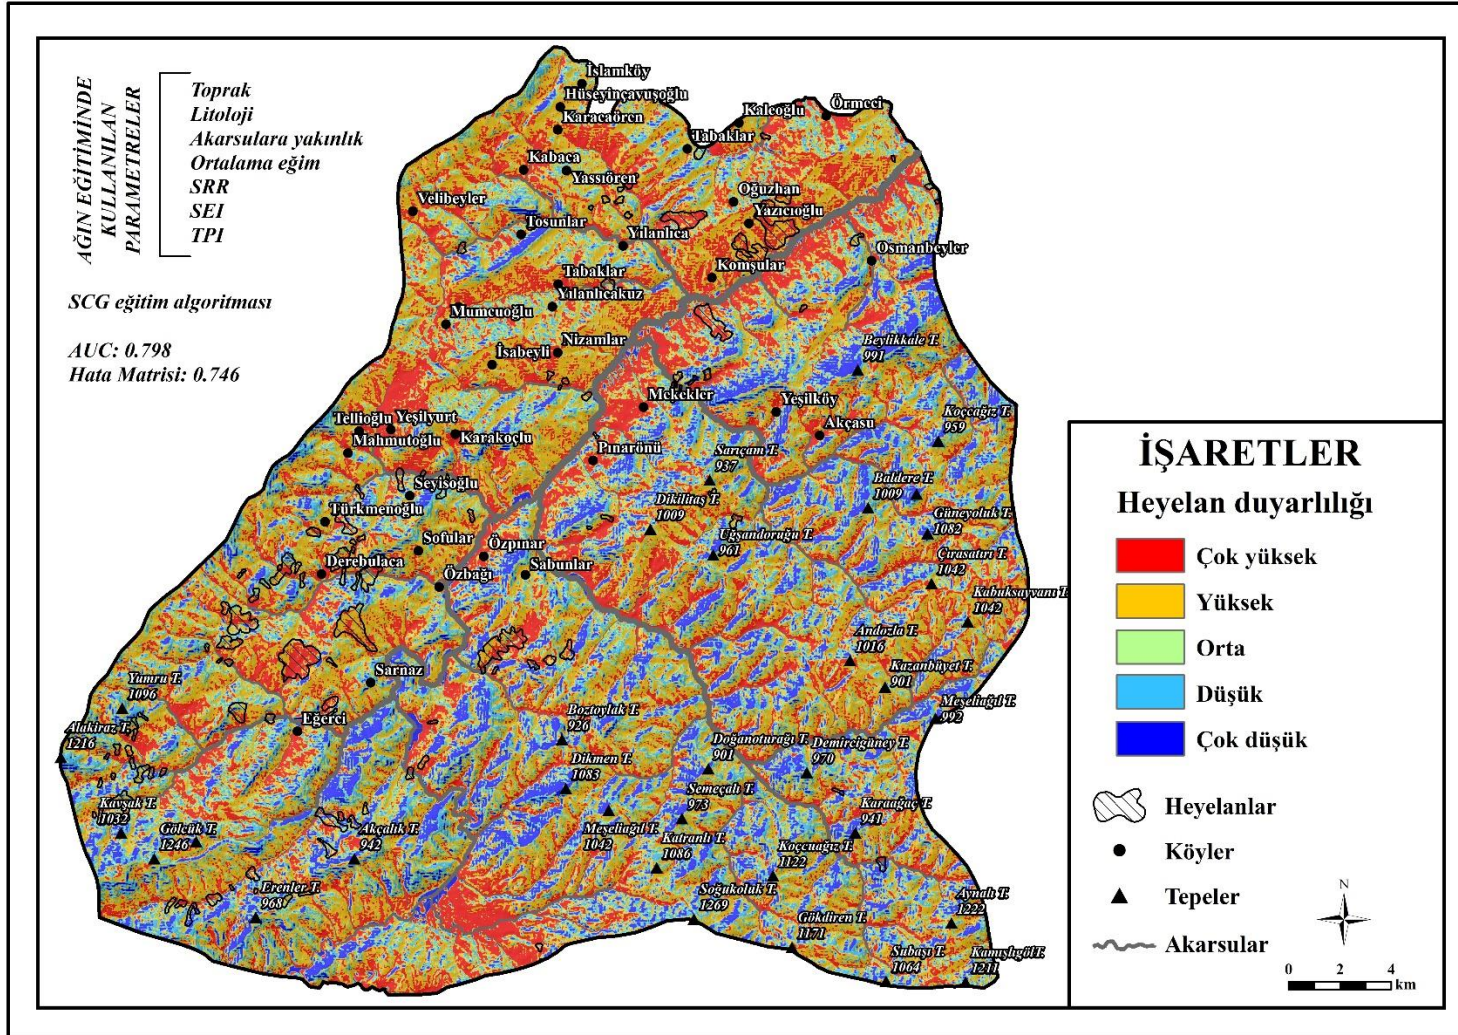 AĞIN EĞİTİMİNDE
KULLANILAN
PARAMETRELER
Toprak
Litoloji
Akarsulara yakınlık
Ortalama eğim
SRR
SEI
TPI
SCG eğitim algoritması
AUC: 0.798
Hata Matrisi: 0.746
İslamköy
Hüseyinçavuşoğlu
Karacaören
Kaleoğlu
Örmeci
Tabaklar
Kabaca
Yassıören
Oğuzhan
Velibeyler
Yazıcıoğlu
Tosunlar
Yılanlıca
Osmanbeyler
Komşular
Tabaklar
Yılanlıcakuz
Mumcuoğlu
Nizamlar
İsabeyli
Beylikkale T.
991
Mekekler
Yeşilköy
Koçcağız T.
959
Tellioğlu
Yeşilyurt
Mahmutoğlu
Karakoçlu
Akçasu
Pınarönü
Sarıçam T.
937
Seyisoğlu
Baldere T.
1009
Dikilitaş T.
1009
Türkmenoğlu
Güneyoluk T.
1082
Uğşandoruğu T.
961
Sofular
Özpınar
Çırasatırı T.
1042
Derebulaca
Özbağı
Sabunlar
Kabuksayvanı T.
1042
Andozla T.
1016
Sarnaz
Kazanbüyet T.
901
Yumru T.
1096
Meşeliağıl T.
992
Alakiraz T.
1216
Eğerci
Boztoylak T.
926
Doğanoturağı T.
901
Demircigüney T.
970
Dikmen T.
1083
Semeçalı T.
973
Kavşak T.
1032
Gölcük T.
1246
Akçalık T.
942
Meşeliağıl T.
1042
Katranlı T.
1086
Karaağaç T.
941
Koçcuağız T.
1122
Erenler T.
968
Soğukoluk T.
1269
Aynalı T.
1222
Gökdiren T.
1171
Subaşı T.
1064
Kamışlıgöl T.
1211
İŞARETLER
Heyelan duyarlılığı
Çok yüksek
Yüksek
Orta
Düşük
Çok düşük
Heyelanlar
Köyler
Tepeler
Akarsular
N
0 2 4
km